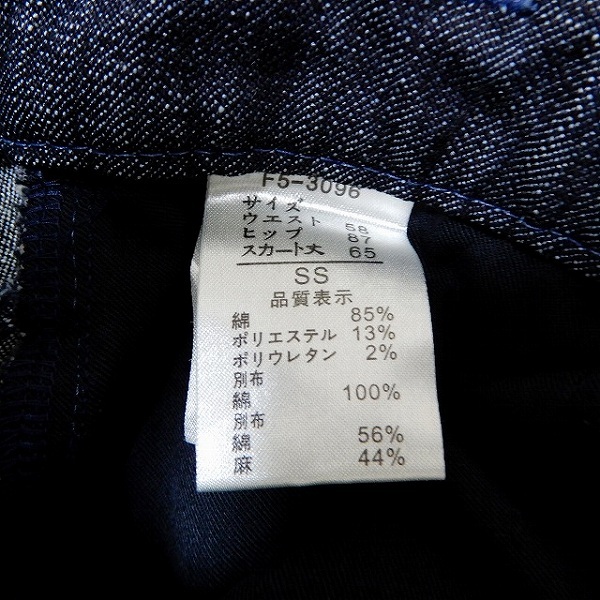 F5-3096
サイズ
ウエスト 58
ヒップ 87
スカート丈 65
SS
品質表示
綿 85%
ポリエステル 13%
ポリウレタン 2%
別布
綿 100%
別布
綿 56%
麻 44%